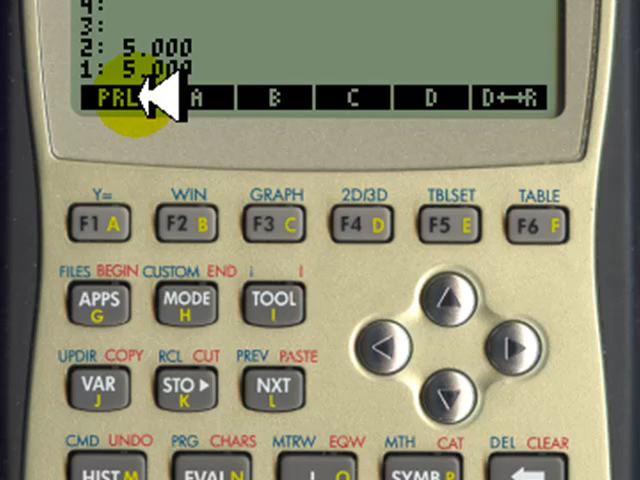 4:
3:
2: 5.000
1: 5.000
PRL A B C D D↔R
Y= WIN GRAPH 2D/3D TBLSET TABLE
F1 A F2 B F3 C F4 D F5 E F6 F
FILES BEGIN CUSTOM END i I
APPS G MODE H TOOL I
UPDIR COPY RCL CUT PREV PASTE
VAR J STO▶ K NXT L
CMD UNDO PRG CHARS MTRW EQW MTH CAT DEL CLEAR
HIST M EVAL N ' O SYMB P